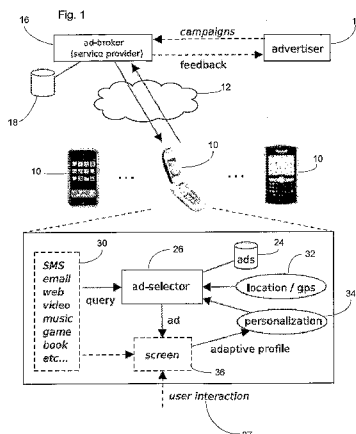 Fig. 1
16
ad-broker
(service provider)
campaigns
feedback
advertiser
1
18
12
10
10
10
...
...
30
SMS
email
web
video
music
game
book
etc...
query
26
ad-selector
24
ads
32
location / gps
personalization
34
ad
screen
36
adaptive profile
user interaction